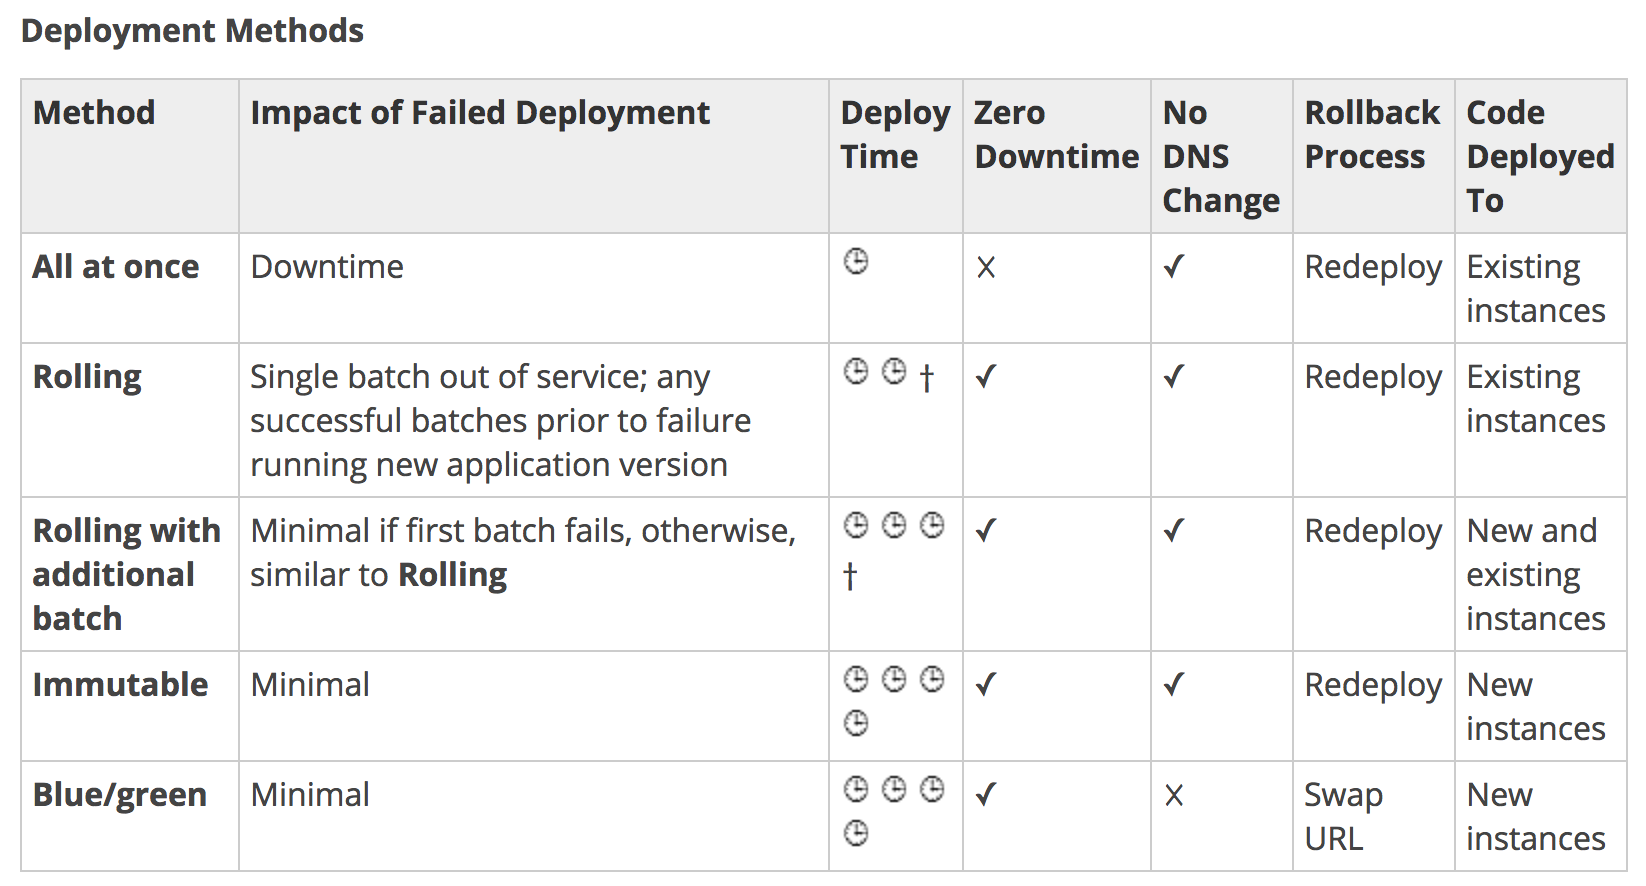 Deployment Methods
Method Impact of Failed Deployment Deploy Time Zero Downtime No DNS Change Rollback Process Code Deployed To
All at once Downtime 🕒 ☓ ✓ Redeploy Existing instances
Rolling Single batch out of service; any successful batches prior to failure running new application version 🕒 🕒 † ✓ ✓ Redeploy Existing instances
Rolling with additional batch Minimal if first batch fails, otherwise, similar to Rolling 🕒 🕒 🕒 † ✓ ✓ Redeploy New and existing instances
Immutable Minimal 🕒 🕒 🕒 🕒 ✓ ✓ Redeploy New instances
Blue/green Minimal 🕒 🕒 🕒 🕒 ✓ ☓ Swap URL New instances